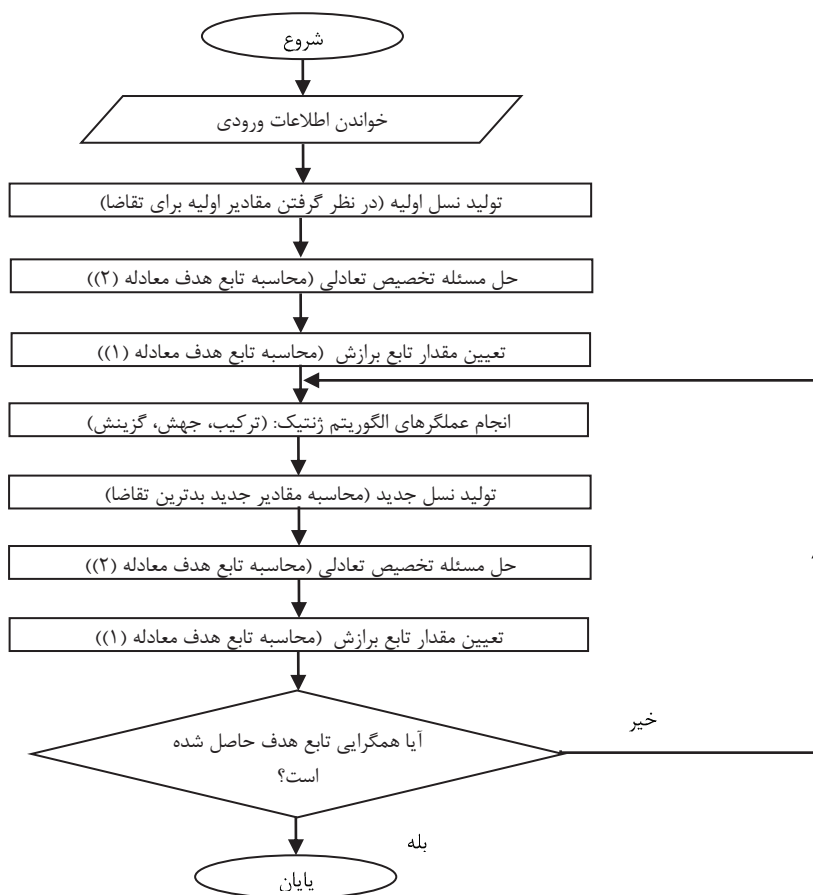 شروع
خواندن اطلاعات ورودی
تولید نسل اولیه (در نظر گرفتن مقادیر اولیه برای تقاضا)
حل مسئله تخصیص تعادلی (محاسبه تابع هدف معادله (۲))
تعیین مقدار تابع برازش (محاسبه تابع هدف معادله (۱))
انجام عملگرهای الگوریتم ژنتیک: (ترکیب، جهش، گزینش)
تولید نسل جدید (محاسبه مقادیر جدید بدترین تقاضا)
حل مسئله تخصیص تعادلی (محاسبه تابع هدف معادله (۲))
تعیین مقدار تابع برازش (محاسبه تابع هدف معادله (۱))
آیا همگرایی تابع هدف حاصل شده
است؟
خیر
بله
پایان